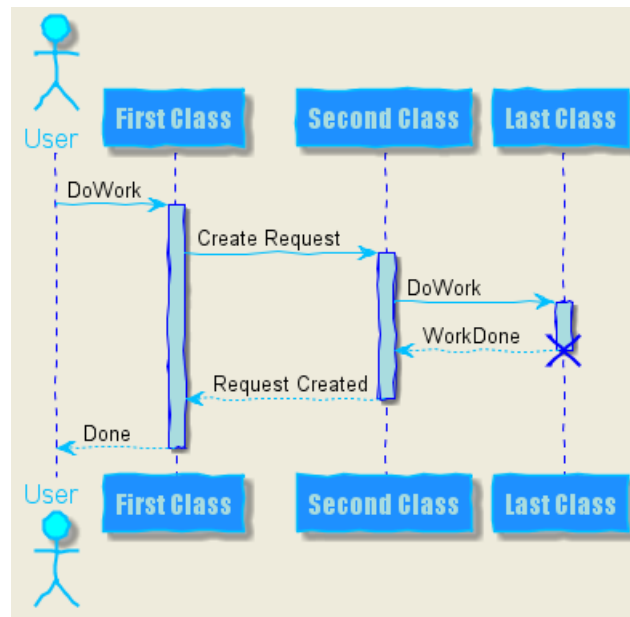 User
First Class
Second Class
Last Class
DoWork
Create Request
DoWork
WorkDone
Request Created
Done
User
First Class
Second Class
Last Class